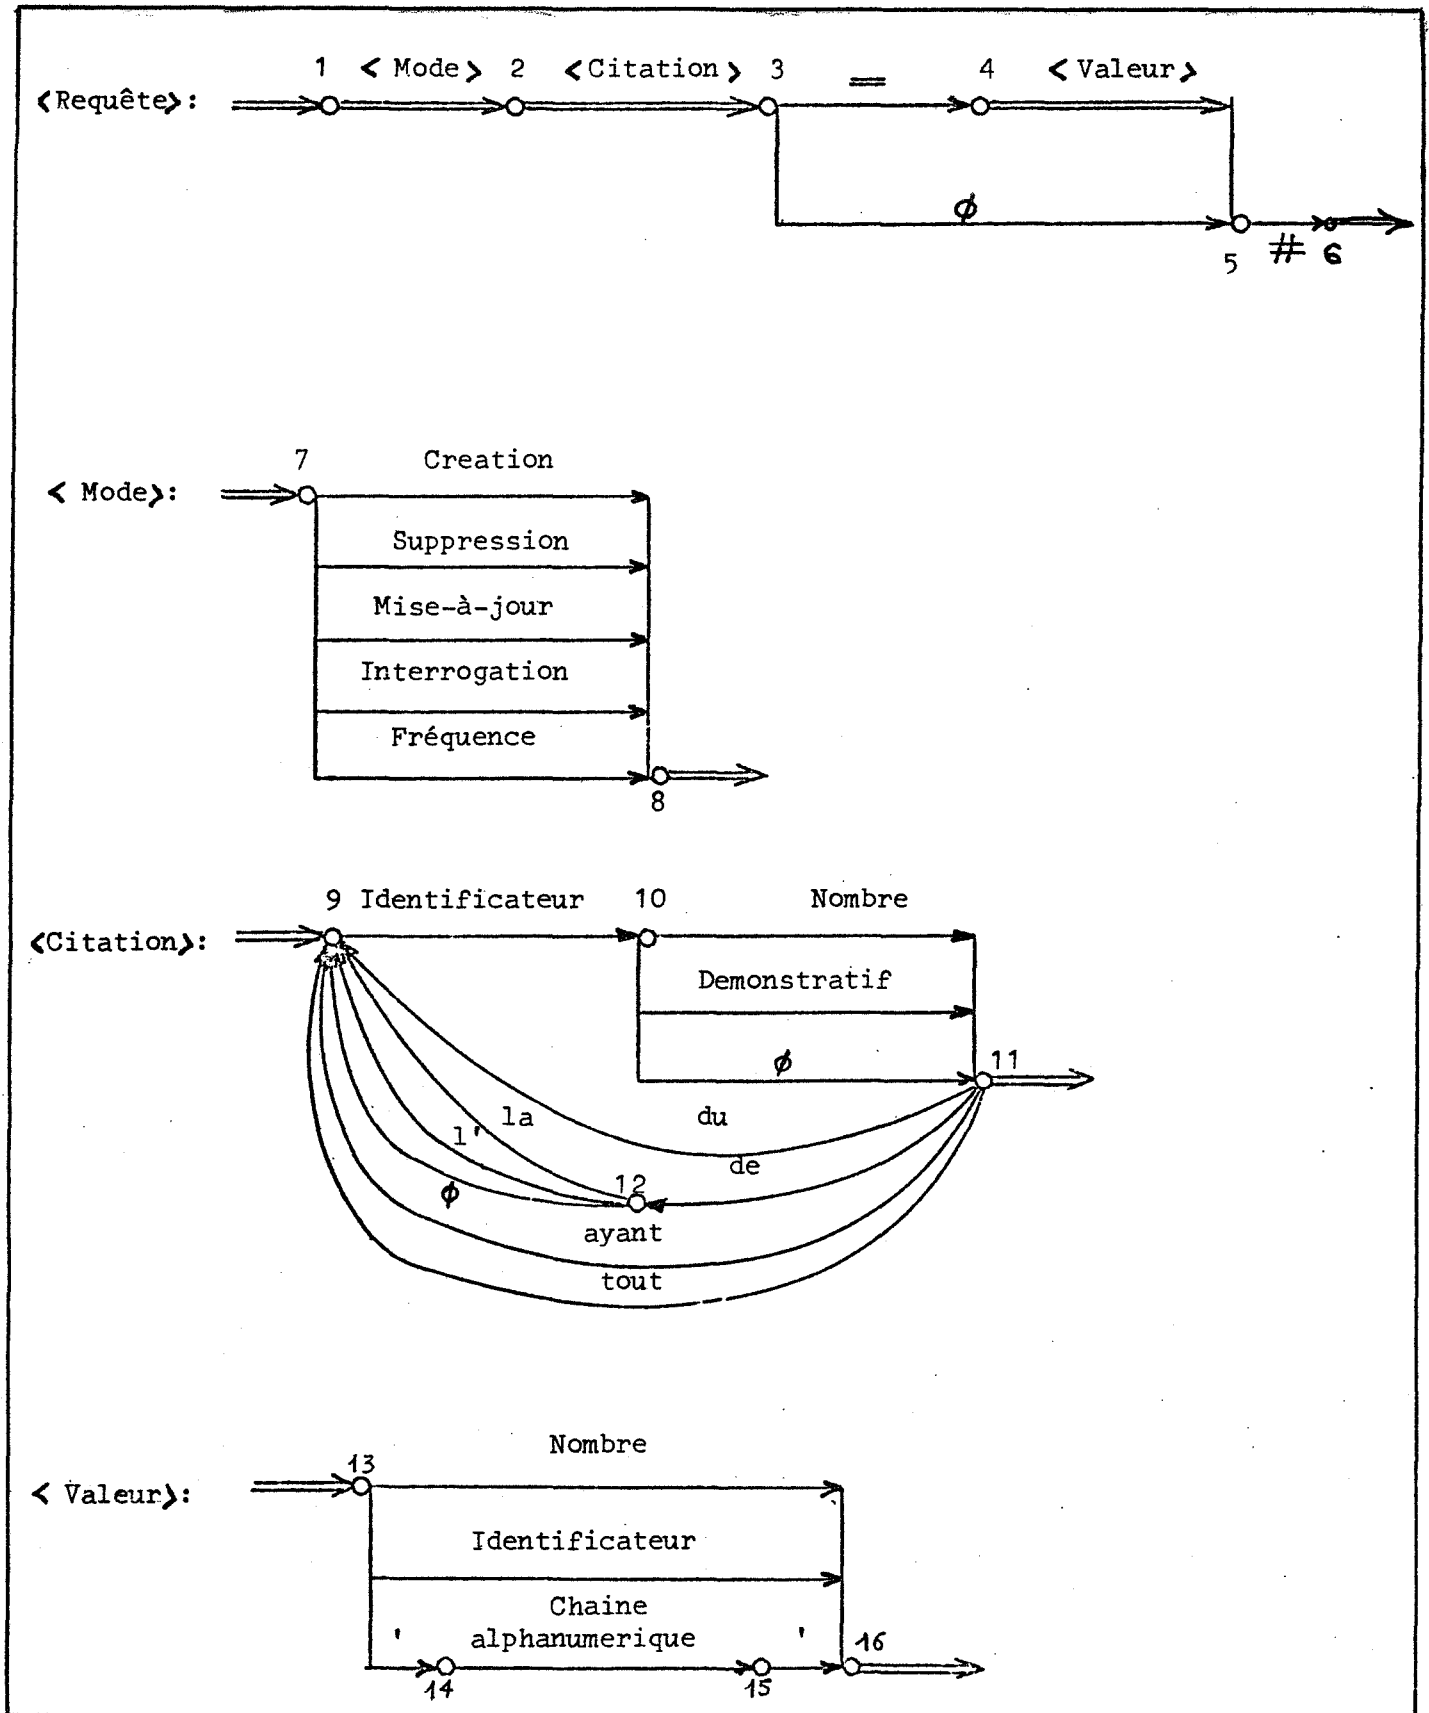 1 < Mode > 2 < Citation > 3 = 4 < Valeur >
<Requête>:
ϕ
5 # 6
7 Creation
< Mode>:
Suppression
Mise-à-jour
Interrogation
Fréquence
8
9 Identificateur 10 Nombre
<Citation>:
Demonstratif
ϕ 11
la du
l'
de
12
ϕ
ayant
tout
Nombre
13
< Valeur>:
Identificateur
Chaine
' alphanumerique ' 16
14 15